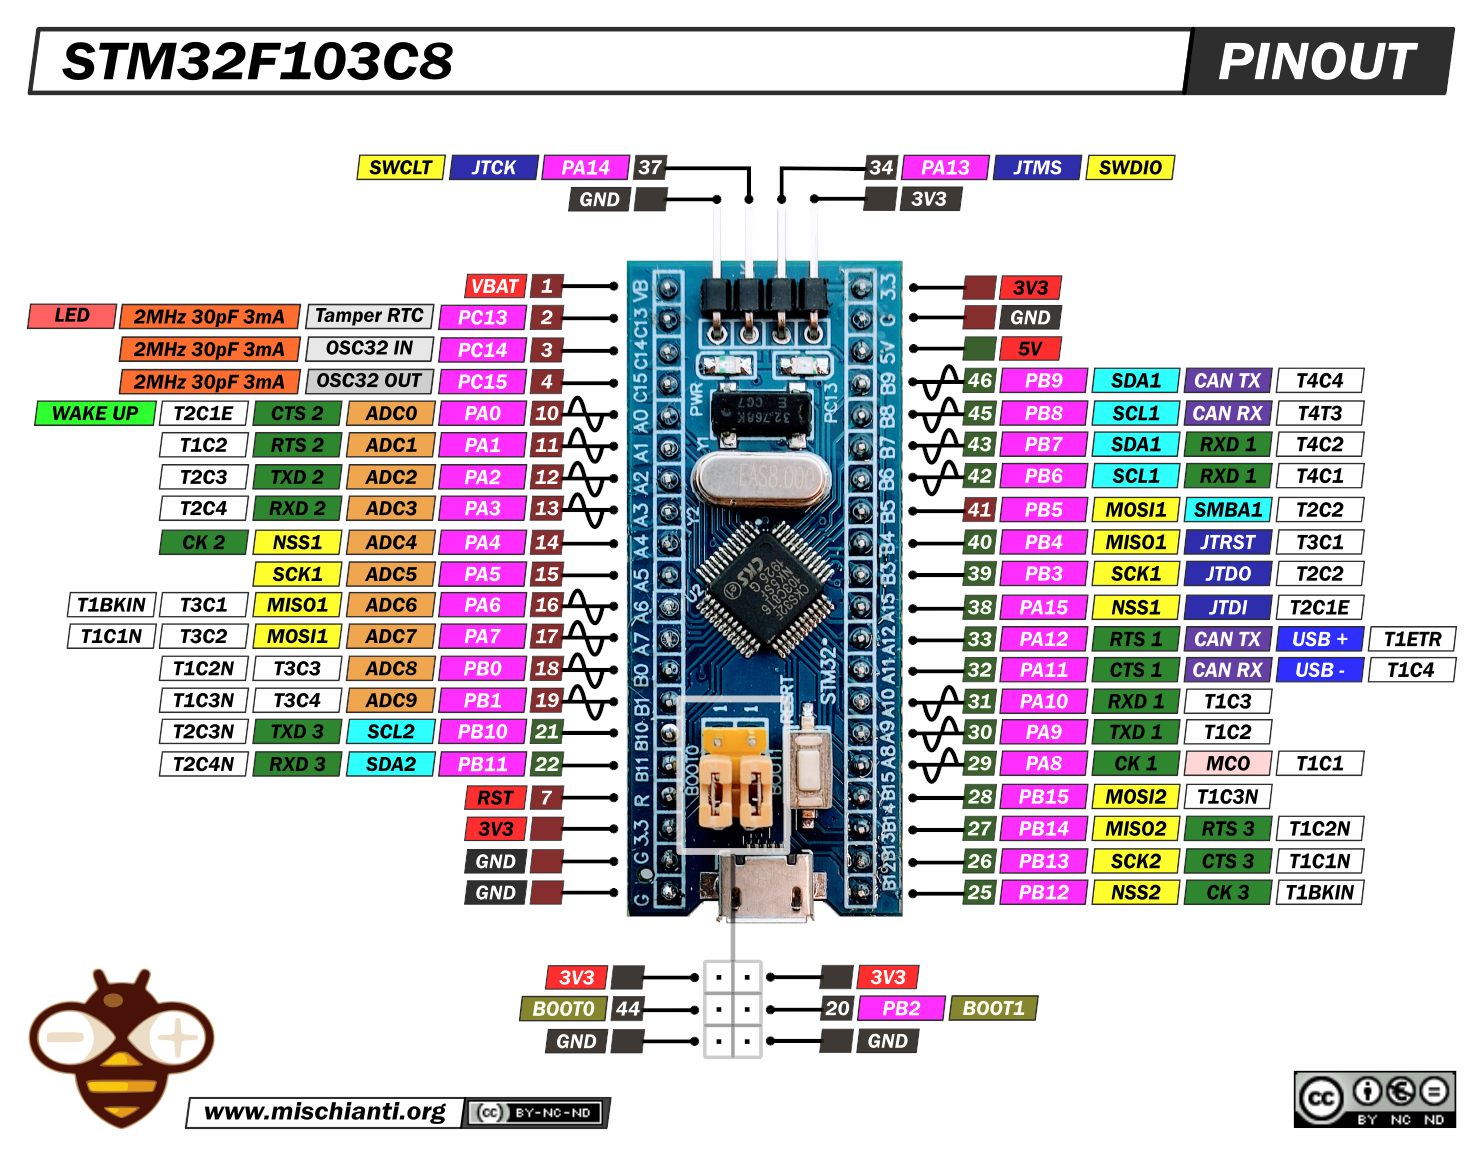 STM32F103C8 PINOUT
SWCLT JTCK PA14 37 34 PA13 JTMS SWDIO
GND 3V3
VBAT 1 VB 3.3 3V3
LED 2MHz 30pF 3mA Tamper RTC PC13 2 C13 G GND
2MHz 30pF 3mA OSC32 IN PC14 3 C14 5V 5V
2MHz 30pF 3mA OSC32 OUT PC15 4 C15 PWR PC13 B9 46 PB9 SDA1 CAN TX T4C4
WAKE UP T2C1E CTS 2 ADC0 PA0 10 A0 32.768K B8 45 PB8 SCL1 CAN RX T4T3
T1C2 RTS 2 ADC1 PA1 11 A1 Y1 B7 43 PB7 SDA1 RXD 1 T4C2
T2C3 TXD 2 ADC2 PA2 12 A2 B6 42 PB6 SCL1 RXD 1 T4C1
T2C4 RXD 2 ADC3 PA3 13 A3 Y2 B5 41 PB5 MOSI1 SMBA1 T2C2
CK 2 NSS1 ADC4 PA4 14 A4 B4 40 PB4 MISO1 JTRST T3C1
SCK1 ADC5 PA5 15 A5 U2 CKS B3 39 PB3 SCK1 JTDO T2C2
T1BKIN T3C1 MISO1 ADC6 PA6 16 A6 A15 38 PA15 NSS1 JTDI T2C1E
T1C1N T3C2 MOSI1 ADC7 PA7 17 A7 A12 33 PA12 RTS 1 CAN TX USB + T1ETR
T1C2N T3C3 ADC8 PB0 18 B0 STM32 A11 32 PA11 CTS 1 CAN RX USB - T1C4
T1C3N T3C4 ADC9 PB1 19 B1 1 1 RESRT A10 31 PA10 RXD 1 T1C3
T2C3N TXD 3 SCL2 PB10 21 B10 A9 30 PA9 TXD 1 T1C2
T2C4N RXD 3 SDA2 PB11 22 B11 BOOT0 BOOT1 A8 29 PA8 CK 1 MCO T1C1
RST 7 R B15 28 PB15 MOSI2 T1C3N
3V3 3.3 B14 27 PB14 MISO2 RTS 3 T1C2N
GND G B13 26 PB13 SCK2 CTS 3 T1C1N
GND G B12 25 PB12 NSS2 CK 3 T1BKIN
3V3 3V3
BOOT0 44 20 PB2 BOOT1
GND GND
www.mischianti.org cc BY-NC-ND
cc BY NC ND